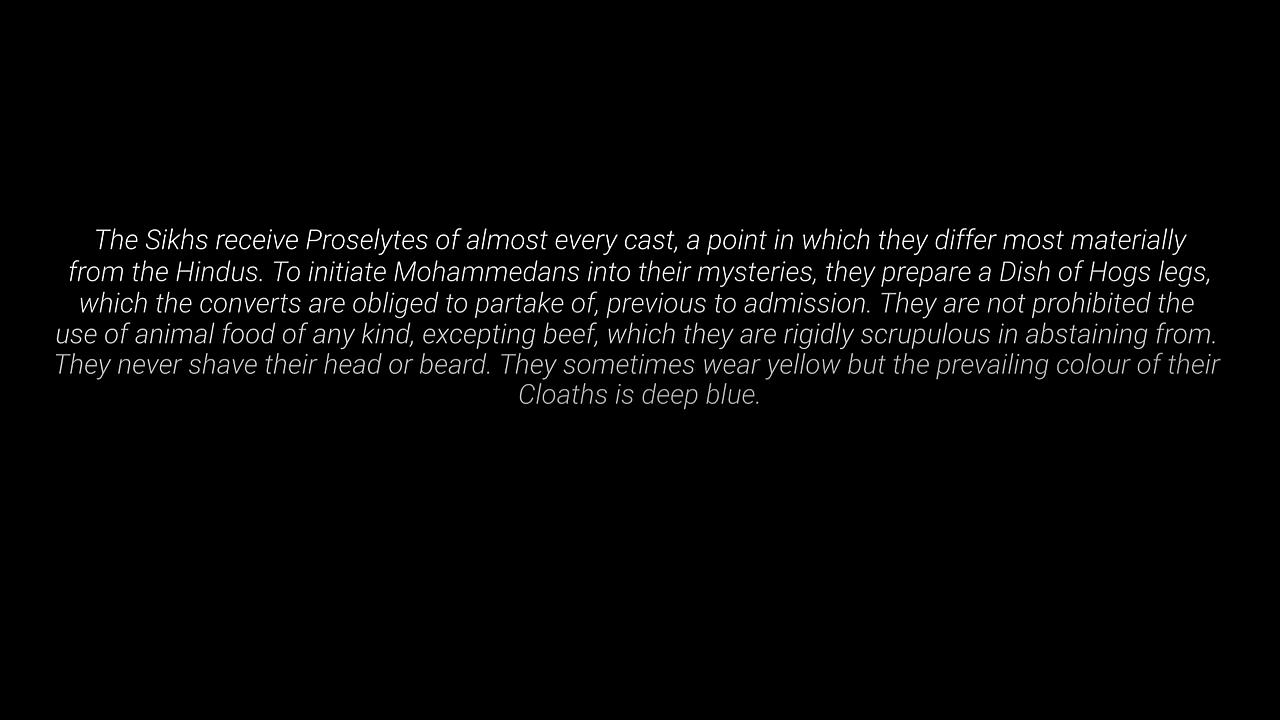 The Sikhs receive Proselytes of almost every cast, a point in which they differ most materially
from the Hindus. To initiate Mohammedans into their mysteries, they prepare a Dish of Hogs legs,
which the converts are obliged to partake of, previous to admission. They are not prohibited the
use of animal food of any kind, excepting beef, which they are rigidly scrupulous in abstaining from.
They never shave their head or beard. They sometimes wear yellow but the prevailing colour of their
Cloaths is deep blue.